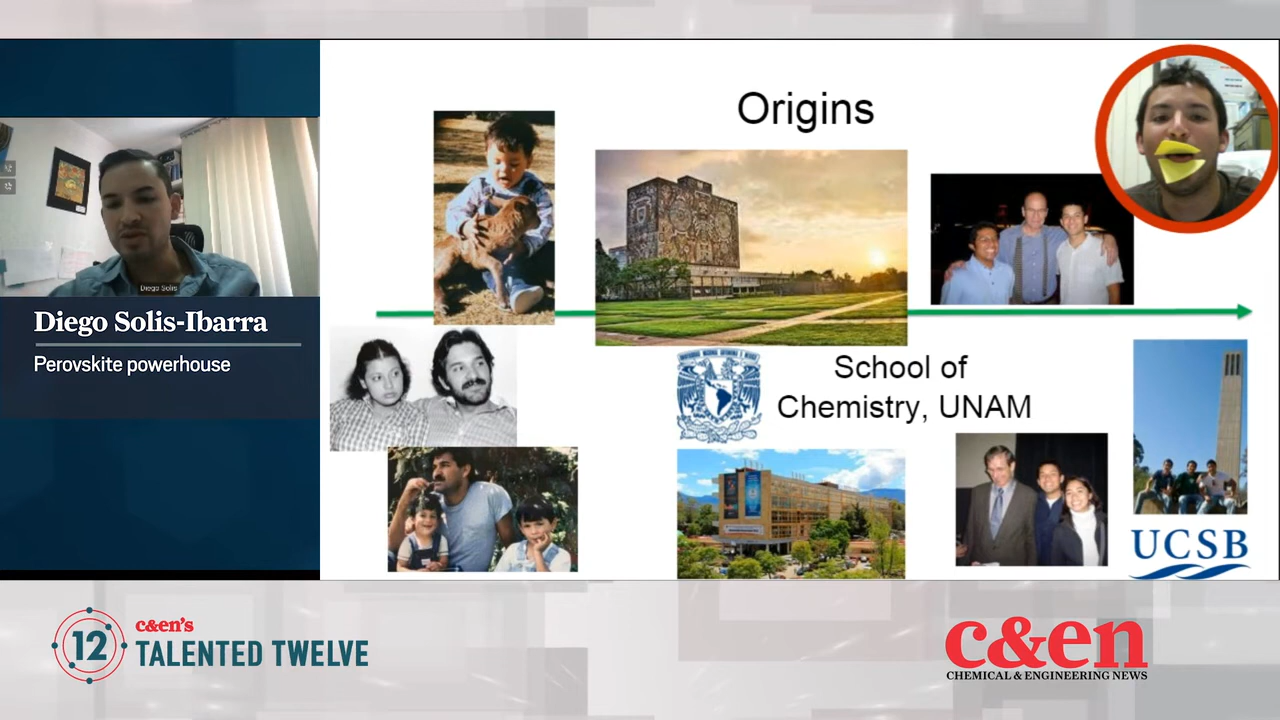 Origins
Diego Solis
Diego Solis-Ibarra
Perovskite powerhouse
School of
Chemistry, UNAM
UCSB
12
c&en's
TALENTED TWELVE
c&en
CHEMICAL & ENGINEERING NEWS